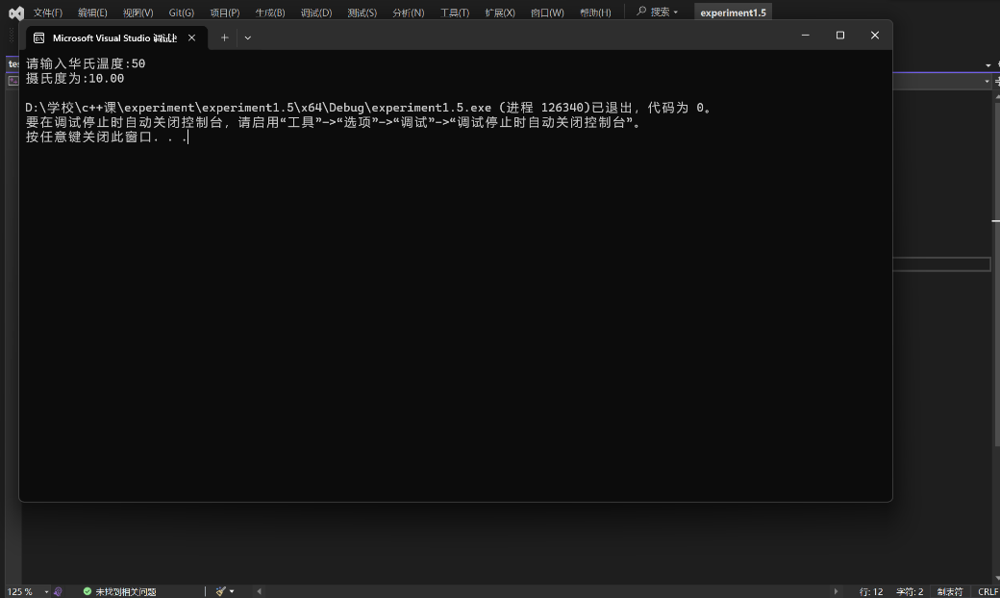 文件(F) 编辑(E) 视图(V) Git(G) 项目(P) 生成(B) 调试(D) 测试(S) 分析(N) 工具(T) 扩展(X) 窗口(W) 帮助(H) 搜索 experiment1.5
Microsoft Visual Studio
请输入华氏温度:50
摄氏度为:10.00
D:\学校\c++课\experiment\experiment1.5\x64\Debug\experiment1.5.exe (进程 126340)已退出，代码为 0。
要在调试停止时自动关闭控制台，请启用“工具”->“选项”->“调试”->“调试停止时自动关闭控制台”。
按任意键关闭此窗口. . .
125 % 未找到相关问题 行: 12 字符: 2 制表符 CRLF